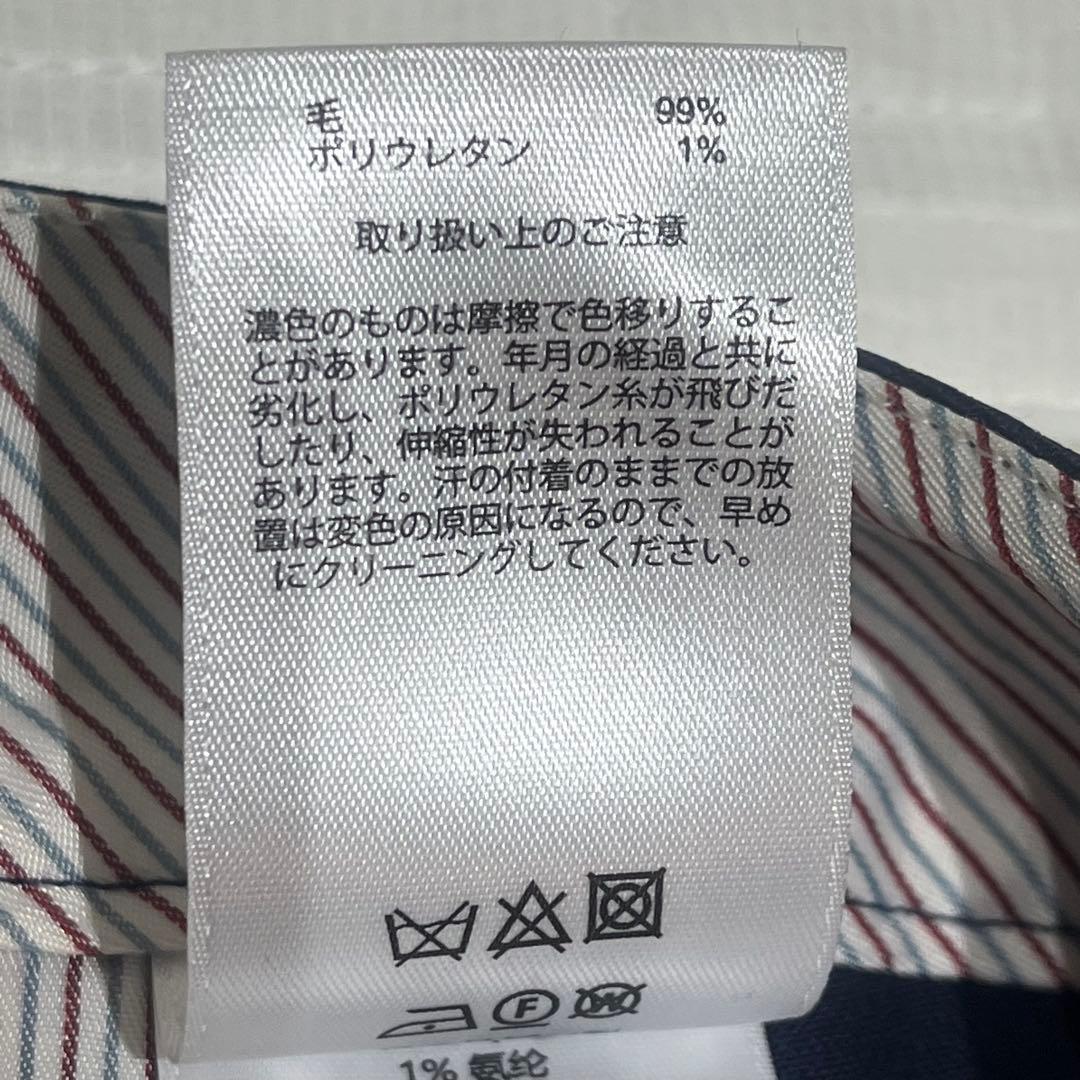 毛 99%
ポリウレタン 1%
取り扱い上のご注意
濃色のものは摩擦で色移りするこ
とがあります。年月の経過と共に
劣化し、ポリウレタン糸が飛びだ
したり、伸縮性が失われることが
あります。汗の付着のままでの放
置は変色の原因になるので、早め
にクリーニングしてください。
F
W
1% 氨纶